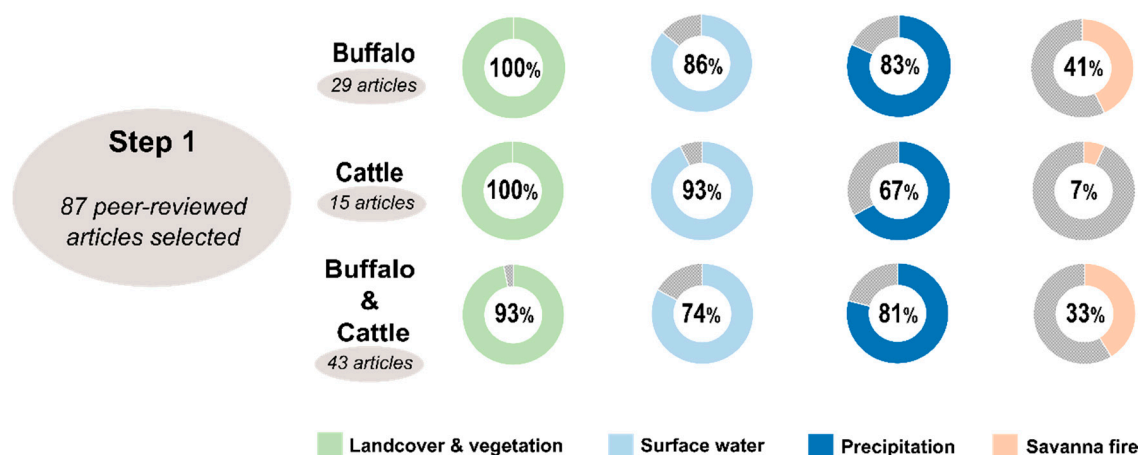 Step 1
87 peer-reviewed
articles selected
Buffalo
29 articles
100%
86%
83%
41%
Cattle
15 articles
100%
93%
67%
7%
Buffalo
&
Cattle
43 articles
93%
74%
81%
33%
Landcover & vegetation
Surface water
Precipitation
Savanna fire